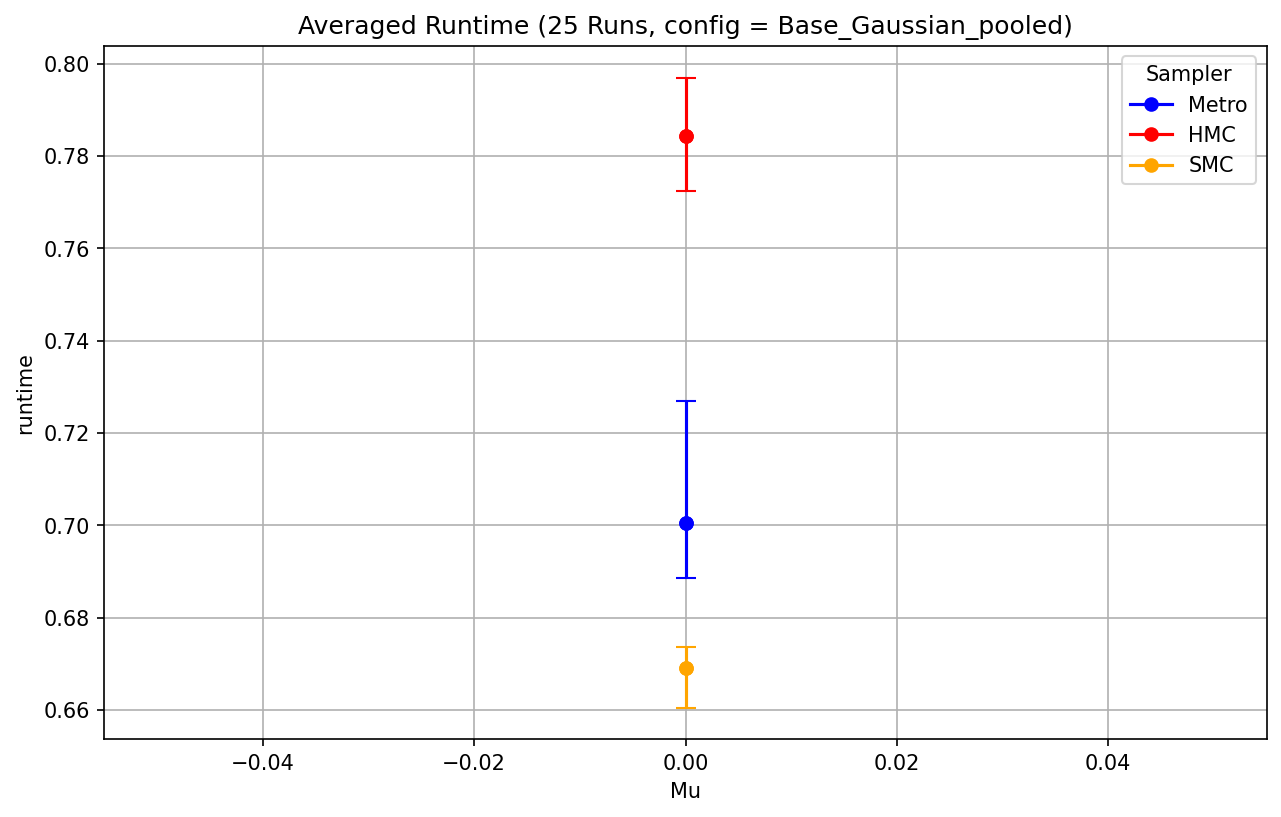 Averaged Runtime (25 Runs, config = Base_Gaussian_pooled)
0.80
0.78
0.76
0.74
0.72
0.70
0.68
0.66
runtime
Sampler
Metro
HMC
SMC
−0.04
−0.02
0.00
0.02
0.04
Mu